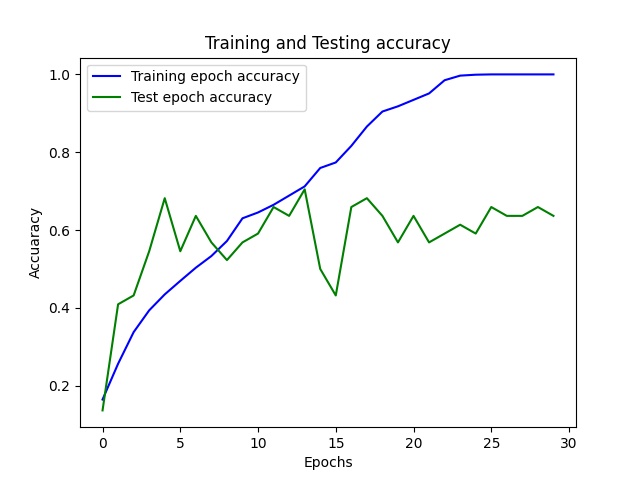 Training and Testing accuracy
Training epoch accuracy
Test epoch accuracy
1.0
0.8
0.6
0.4
0.2
Accuaracy
0 5 10 15 20 25 30
Epochs